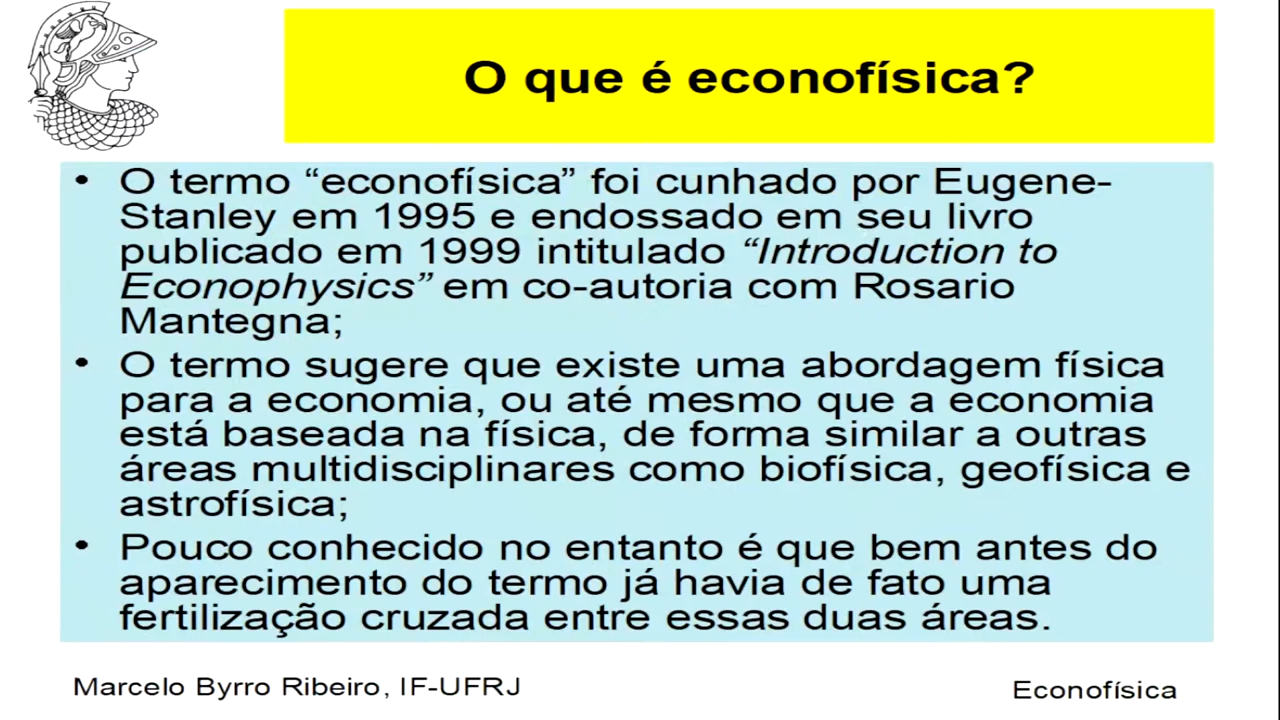 O que é econofísica?
• O termo “econofísica” foi cunhado por Eugene-
Stanley em 1995 e endossado em seu livro
publicado em 1999 intitulado “Introduction to
Econophysics” em co-autoria com Rosario
Mantegna;
• O termo sugere que existe uma abordagem física
para a economia, ou até mesmo que a economia
está baseada na física, de forma similar a outras
áreas multidisciplinares como biofísica, geofísica e
astrofísica;
• Pouco conhecido no entanto é que bem antes do
aparecimento do termo já havia de fato uma
fertilização cruzada entre essas duas áreas.
Marcelo Byrro Ribeiro, IF-UFRJ
Econofísica